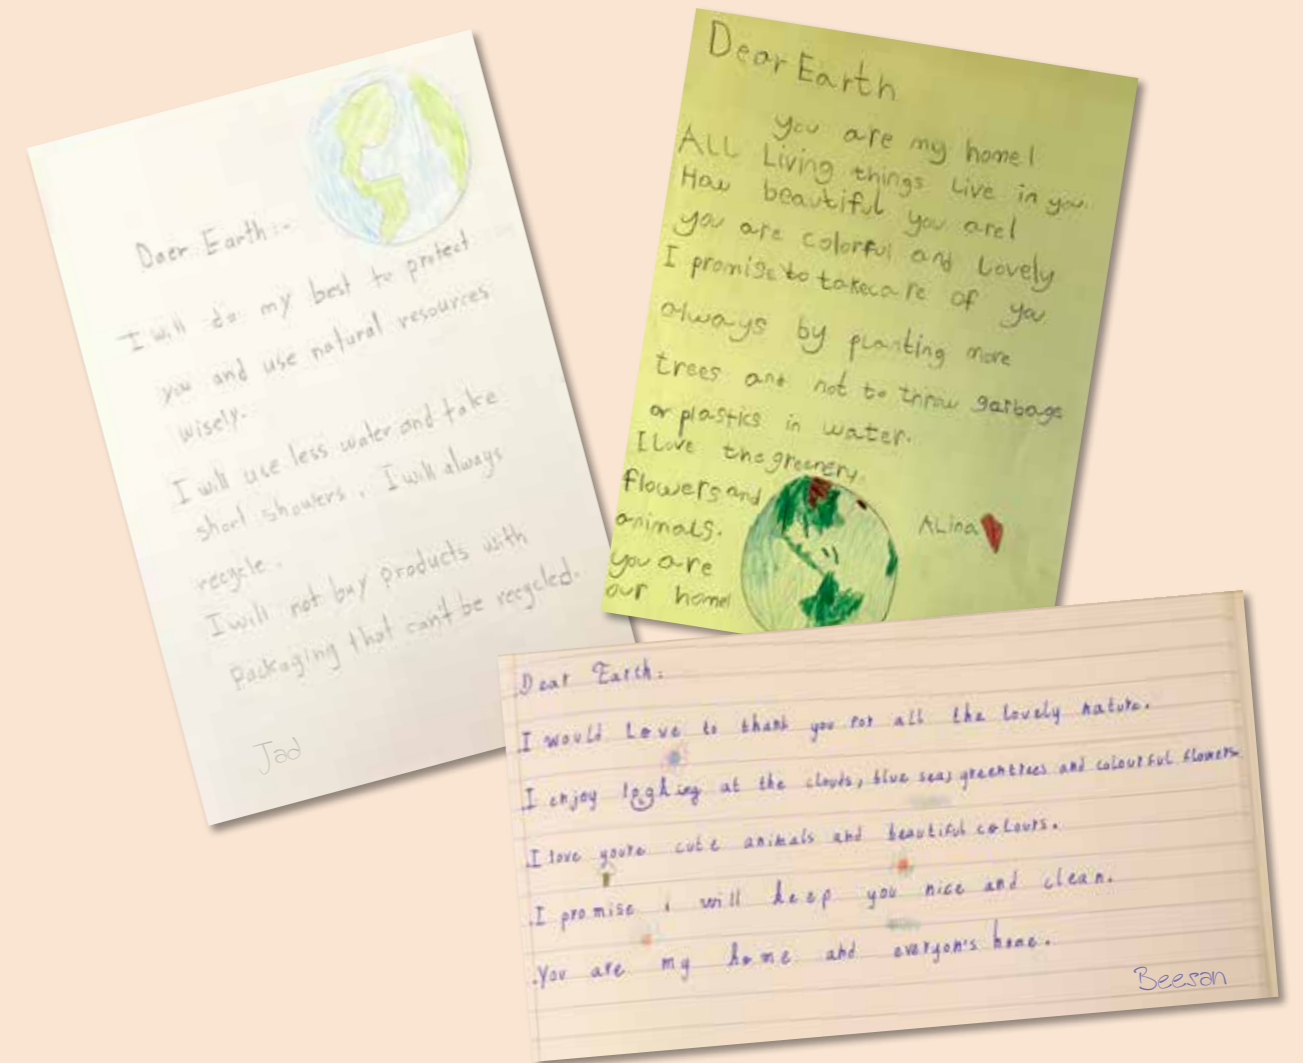 Daer Earth:-
I will do my best to protect
you and use natural resources
wisely.
I will use less water and take
short showers. I will always
recycle.
I will not buy products with
packaging that can't be recycled.
Jad
Dear Earth
you are my home!
ALL Living things Live in you.
How beautiful you are!
you are colorful and Lovely
I promise to takecare of you
always by planting more
trees and not to throw garbage
or plastics in water.
I Love the greenery,
flowers and
animals.
you are
our home!
ALina
Dear Earth.
I would Love to thank you for all the lovely nature.
I enjoy looking at the clouds, blue sea, green trees and colourful flowers.
I love youre cute animals and beautiful colours.
I promise i will keep you nice and clean.
You are my home and everyon's home.
Beesan